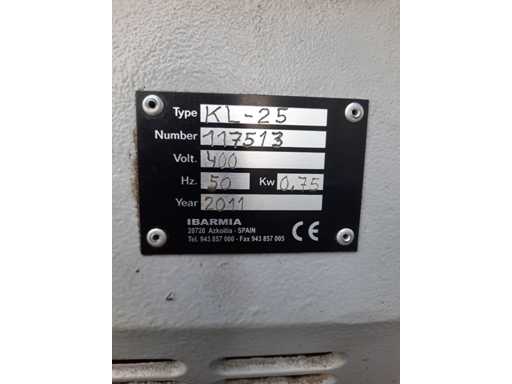 Type KL-25
Number 117513
Volt. 400
Hz. 50 Kw 0,75
Year 2011
IBARMIA
20720 Azkoitia - SPAIN
Tel. 943 857 000 - Fax 943 857 005
CE